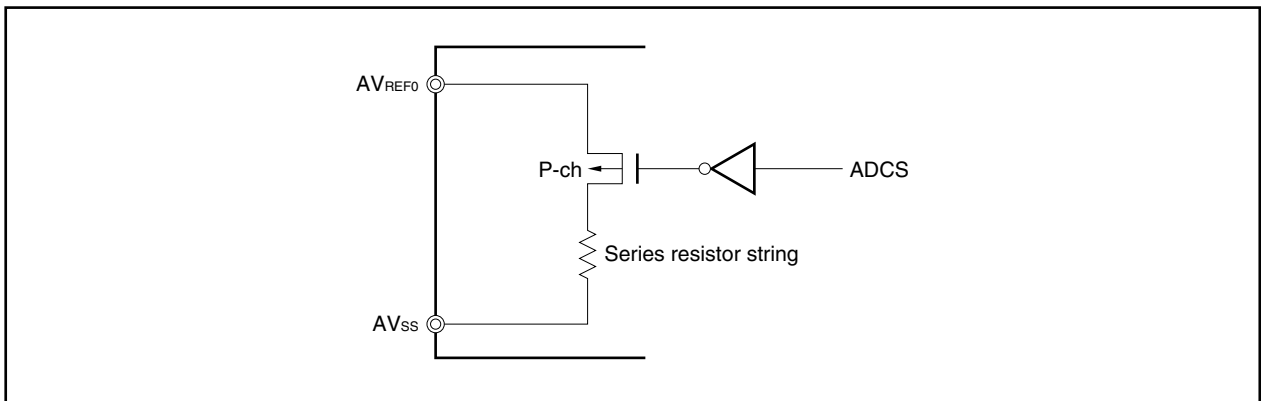 AVREF0
P-ch
ADCS
Series resistor string
AVSS